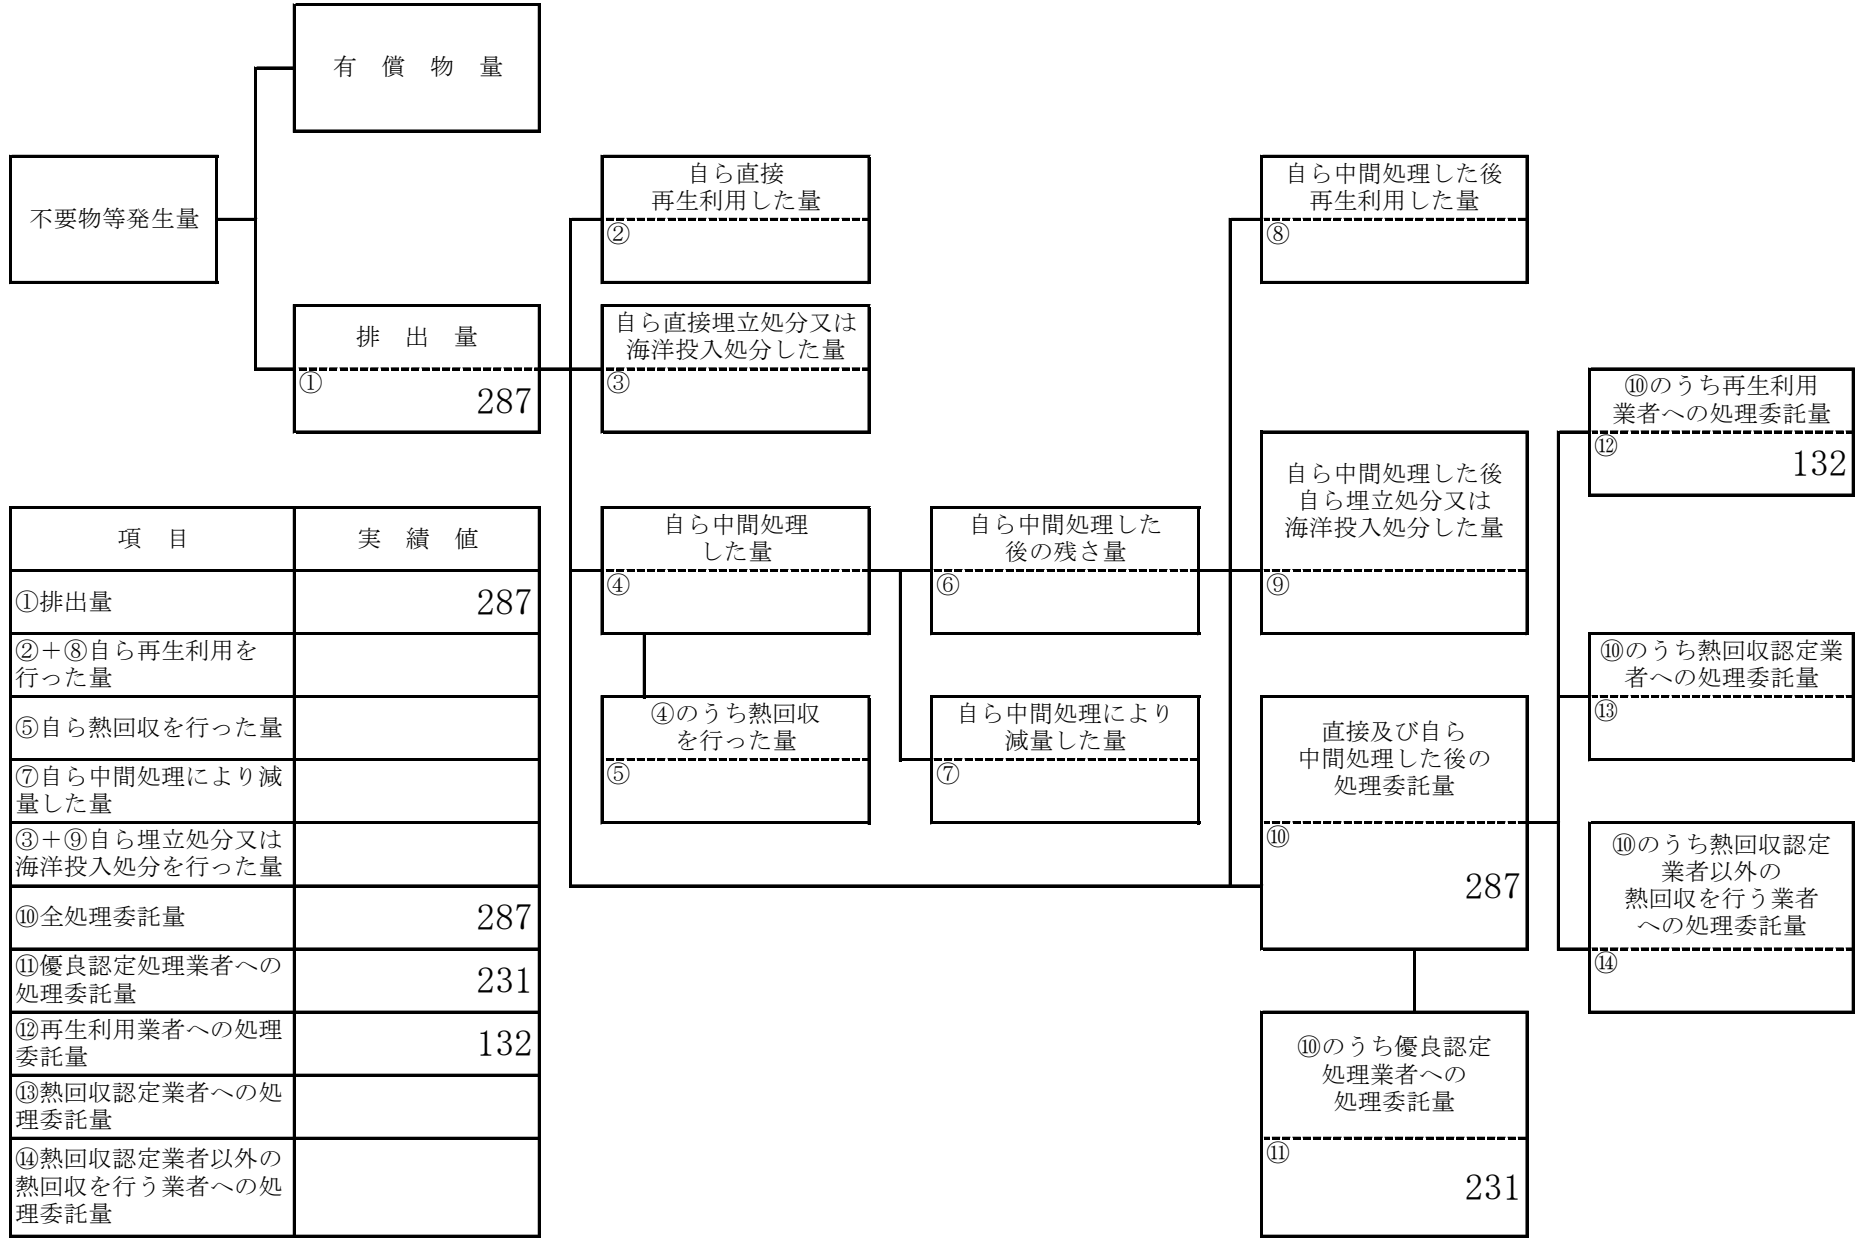 有　償　物　量
不要物等発生量
排　出　量
①
287
自ら直接
再生利用した量
②
自ら直接埋立処分又は
海洋投入処分した量
③
自ら中間処理
した量
④
④のうち熱回収
を行った量
⑤
自ら中間処理した
後の残さ量
⑥
自ら中間処理により
減量した量
⑦
自ら中間処理した後
再生利用した量
⑧
自ら中間処理した後
自ら埋立処分又は
海洋投入処分した量
⑨
直接及び自ら
中間処理した後の
処理委託量
⑩
287
⑩のうち優良認定
処理業者への
処理委託量
⑪
231
⑩のうち再生利用
業者への処理委託量
⑫
132
⑩のうち熱回収認定業
者への処理委託量
⑬
⑩のうち熱回収認定
業者以外の
熱回収を行う業者
への処理委託量
⑭
項　目
実　績　値
①排出量
287
②＋⑧自ら再生利用を
行った量
⑤自ら熱回収を行った量
⑦自ら中間処理により減
量した量
③＋⑨自ら埋立処分又は
海洋投入処分を行った量
⑩全処理委託量
287
⑪優良認定処理業者への
処理委託量
231
⑫再生利用業者への処理
委託量
132
⑬熱回収認定業者への処
理委託量
⑭熱回収認定業者以外の
熱回収を行う業者への処
理委託量